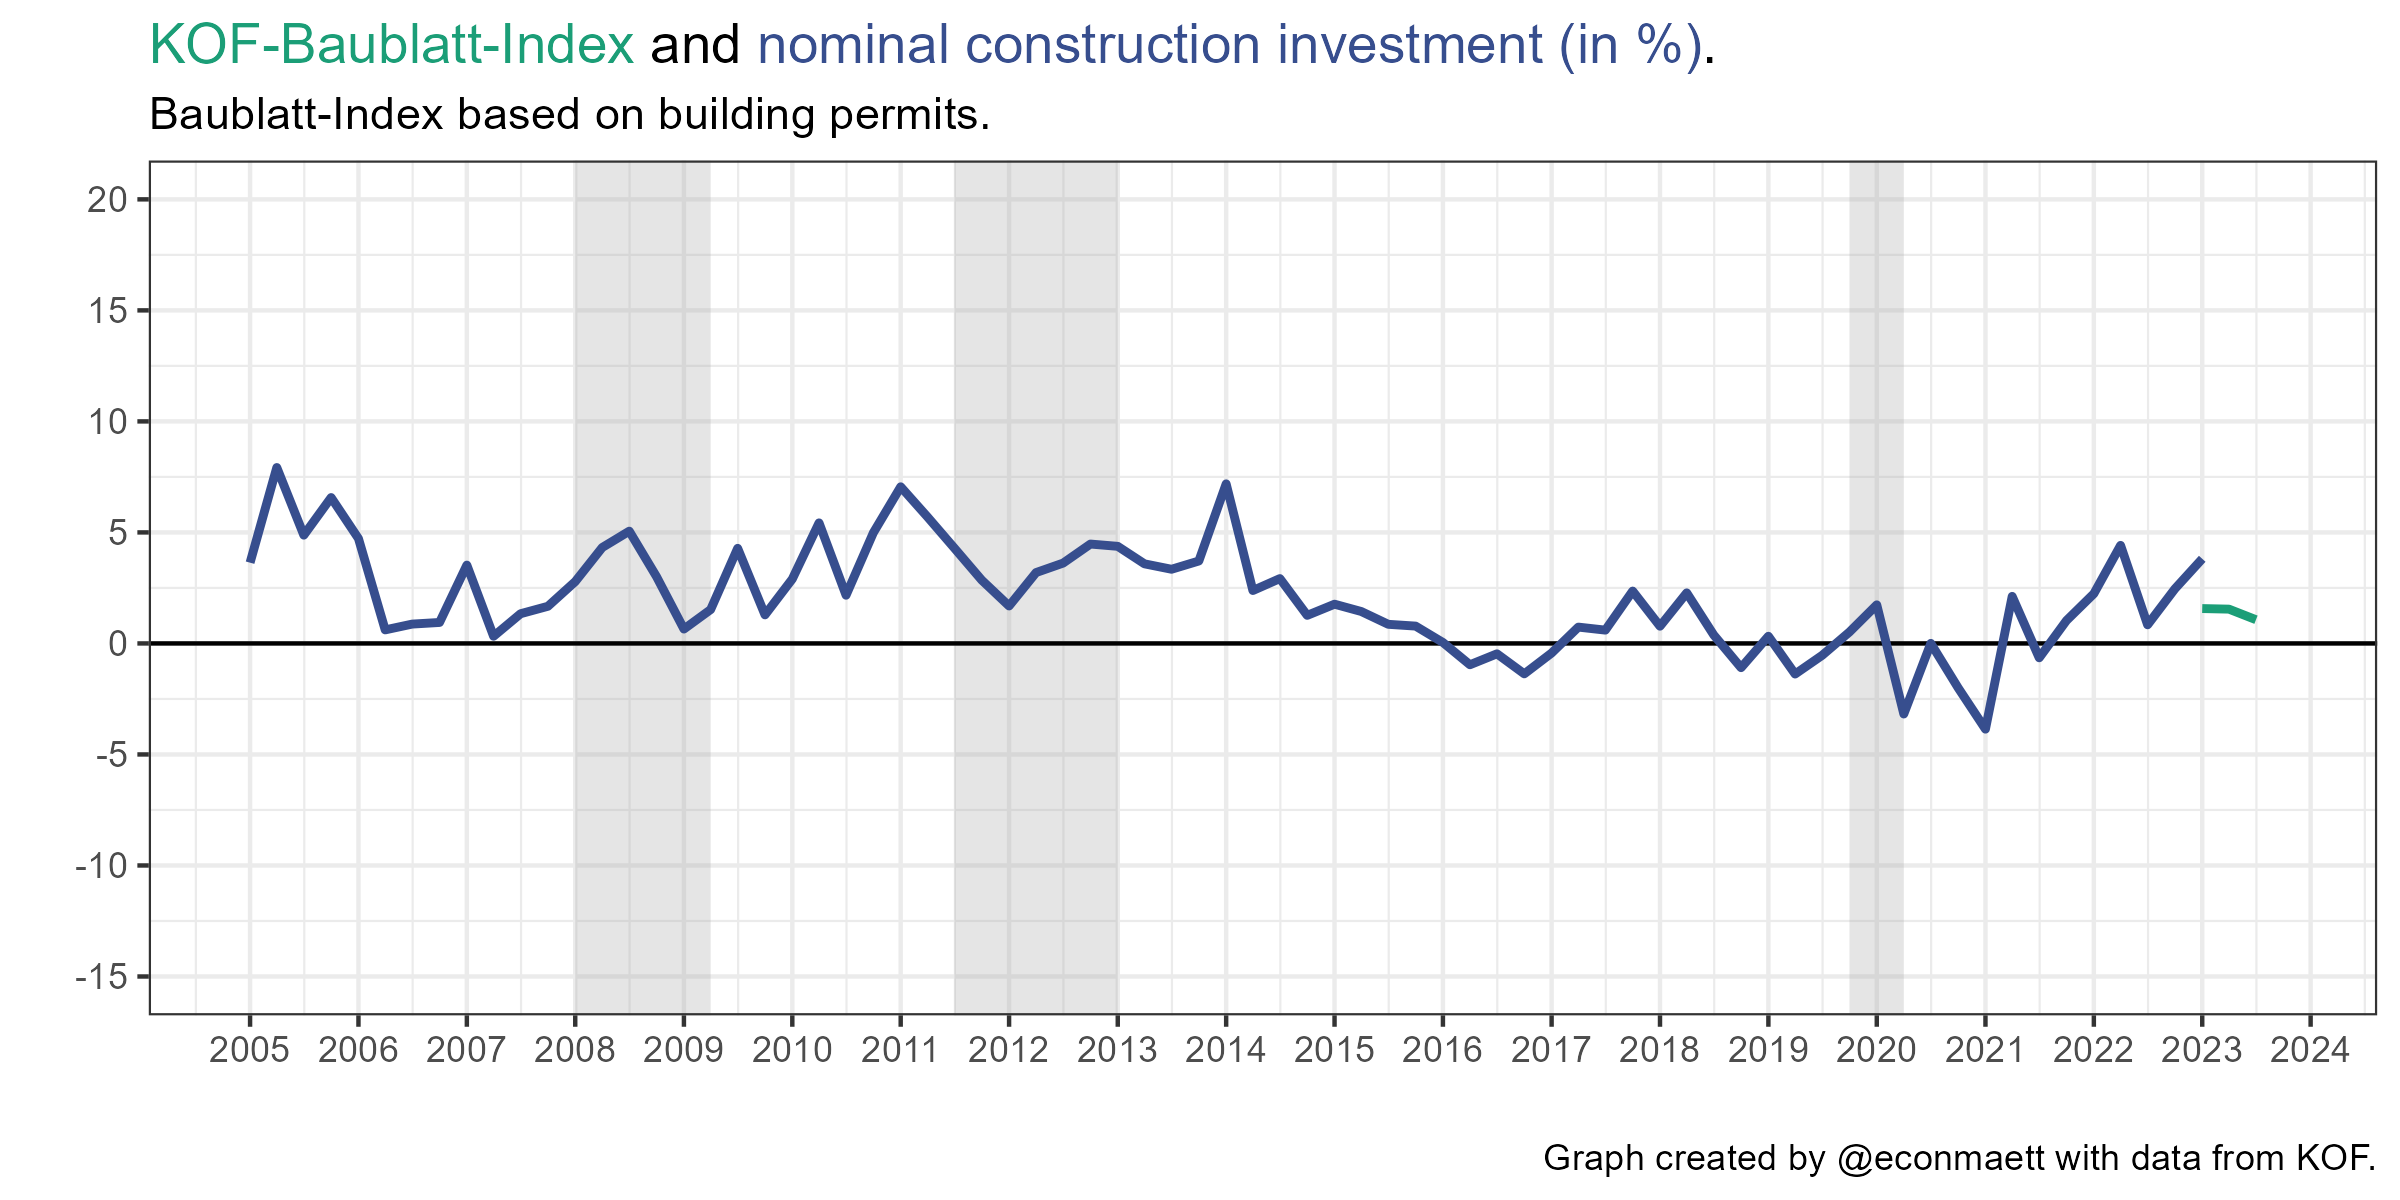 KOF-Baublatt-Index and nominal construction investment (in %).
Baublatt-Index based on building permits.
20
15
10
5
0
-5
-10
-15
2005 2006 2007 2008 2009 2010 2011 2012 2013 2014 2015 2016 2017 2018 2019 2020 2021 2022 2023 2024
Graph created by @econmaett with data from KOF.